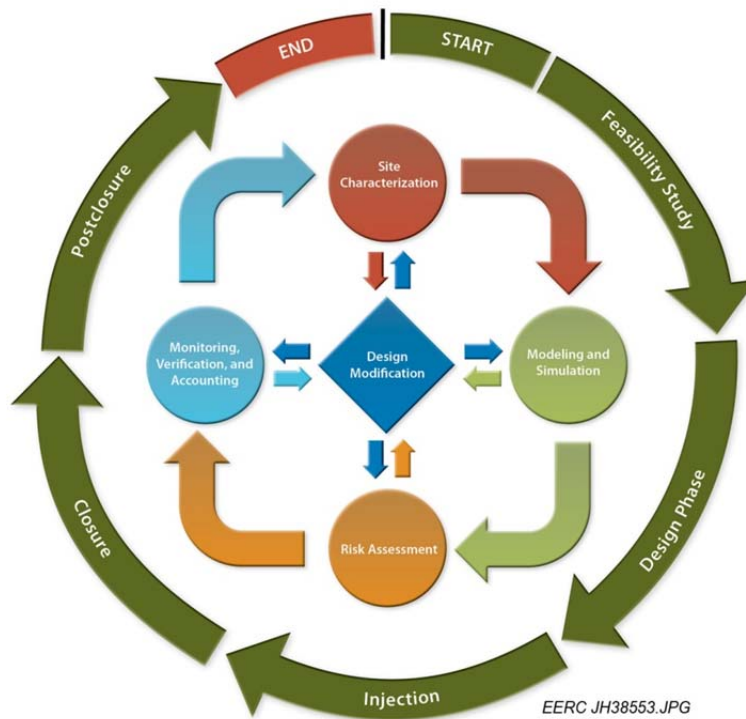 END
START
Feasibility Study
Design Phase
Injection
Closure
Postclosure
Site
Characterization
Modeling and
Simulation
Risk Assessment
Monitoring,
Verification, and
Accounting
Design
Modification
EERC JH38553.JPG